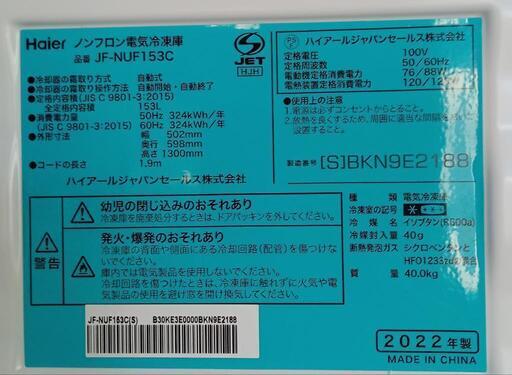 Haier ノンフロン電気冷凍庫
品番 JF-NUF153C
S
JET
HJH
●冷却器の霜取り方式 自動式
●冷却器の霜取り操作方法 自動開始・自動終了
●定格内容積(JIS C 9801-3:2015)
全定格内容積 153L
●消費電力量 50Hz 324kWh/年
(JIS C 9801-3:2015) 60Hz 324kWh/年
●外形寸法 幅 502mm
奥行 598mm
高さ 1300mm
●コードの長さ 1.9m
ハイアールジャパンセールス株式会社
PS
E
ハイアールジャパンセールス株式会社
定格電圧 100V
定格周波数 50/60Hz
電動機定格消費電力 76/88W
電熱装置定格消費電力 120/120W
●使用上の注意
1.電源は必ずコンセントからとること。
2.放熱を良くするため、周囲に適当な間隔を
設置すること。
製造番号 [S]BKN9E2188
警告
幼児の閉じ込めのおそれあり
冷凍庫を廃棄処分するときは、ドアパッキンを外してください。
発火・爆発のおそれあり
冷凍庫の背面や側面にある冷却回路(配管)を傷つけ
ないでください。
庫内では電気製品を使用しないでください。
冷却回路を傷つけたときは、冷凍庫に触れずに火気や電
気製品の使用を避け窓を開け換気してください。
種類 電気冷凍庫
冷凍室の記号
冷媒 イソブタン(R600a)
冷媒封入量 40g
断熱発泡ガス シクロペンタンと
HFO1233zdの混合
質量 40.0kg
JF-NUF153C(S) B30KE3E0000BKN9E2188
2022年製
MADE IN CHINA